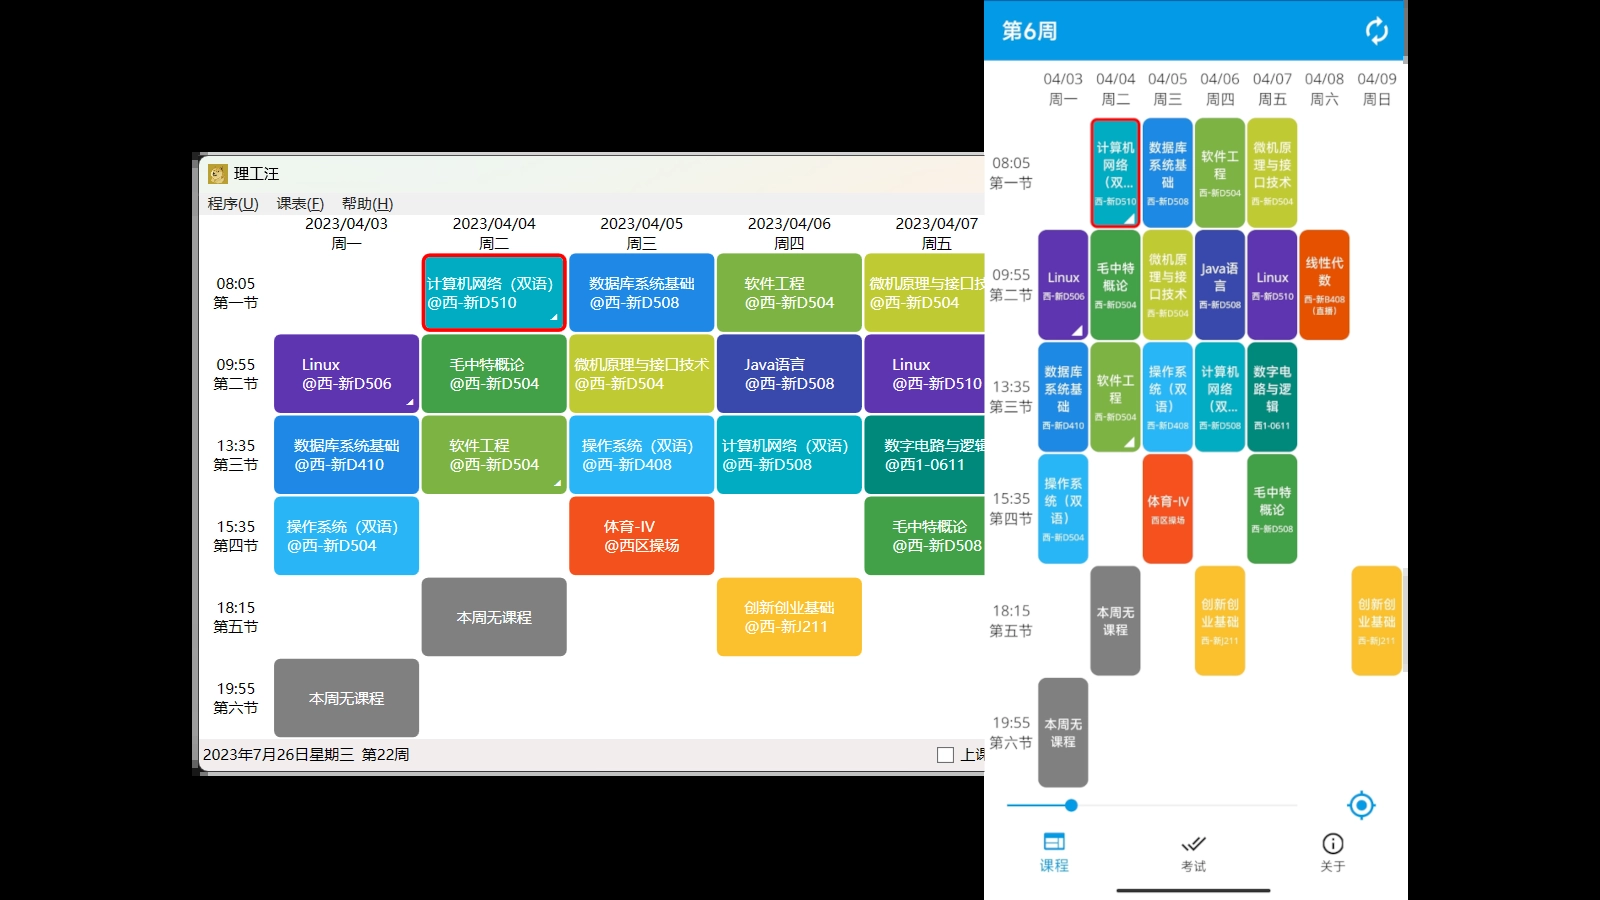 理工汪
程序(U) 课表(F) 帮助(H)
2023/04/03 2023/04/04 2023/04/05 2023/04/06 2023/04/07
周一 周二 周三 周四 周五
08:05
第一节
计算机网络（双语）
@西-新D510
数据库系统基础
@西-新D508
软件工程
@西-新D504
微机原理与接口技
@西-新D504
09:55
第二节
Linux
@西-新D506
毛中特概论
@西-新D504
微机原理与接口技术
@西-新D504
Java语言
@西-新D508
Linux
@西-新D510
13:35
第三节
数据库系统基础
@西-新D410
软件工程
@西-新D504
操作系统（双语）
@西-新D408
计算机网络（双语）
@西-新D508
数字电路与逻辑
@西1-0611
15:35
第四节
操作系统（双语）
@西-新D504
体育-IV
@西区操场
毛中特概论
@西-新D508
18:15
第五节
本周无课程
创新创业基础
@西-新J211
19:55
第六节
本周无课程
2023年7月26日星期三 第22周
上课
第6周
04/03 04/04 04/05 04/06 04/07 04/08 04/09
周一 周二 周三 周四 周五 周六 周日
08:05
第一节
计算机
网络
（双...
西-新D510
数据库
系统基
础
西-新D508
软件工
程
西-新D504
微机原
理与接
口技术
西-新D504
09:55
第二节
Linux
西-新D506
毛中特
概论
西-新D504
微机原
理与接
口技术
西-新D504
Java语
言
西-新D508
Linux
西-新D510
线性代
数
西-新B408
（直播）
13:35
第三节
数据库
系统基
础
西-新D410
软件工
程
西-新D504
操作系
统（双
语）
西-新D408
计算机
网络
（双...
西-新D508
数字电
路与逻
辑
西1-0611
15:35
第四节
操作系
统（双
语）
西-新D504
体育-IV
西区操场
毛中特
概论
西-新D508
18:15
第五节
本周无
课程
创新创
业基础
西-新J211
创新创
业基础
西-新J211
19:55
第六节
本周无
课程
课程 考试 关于